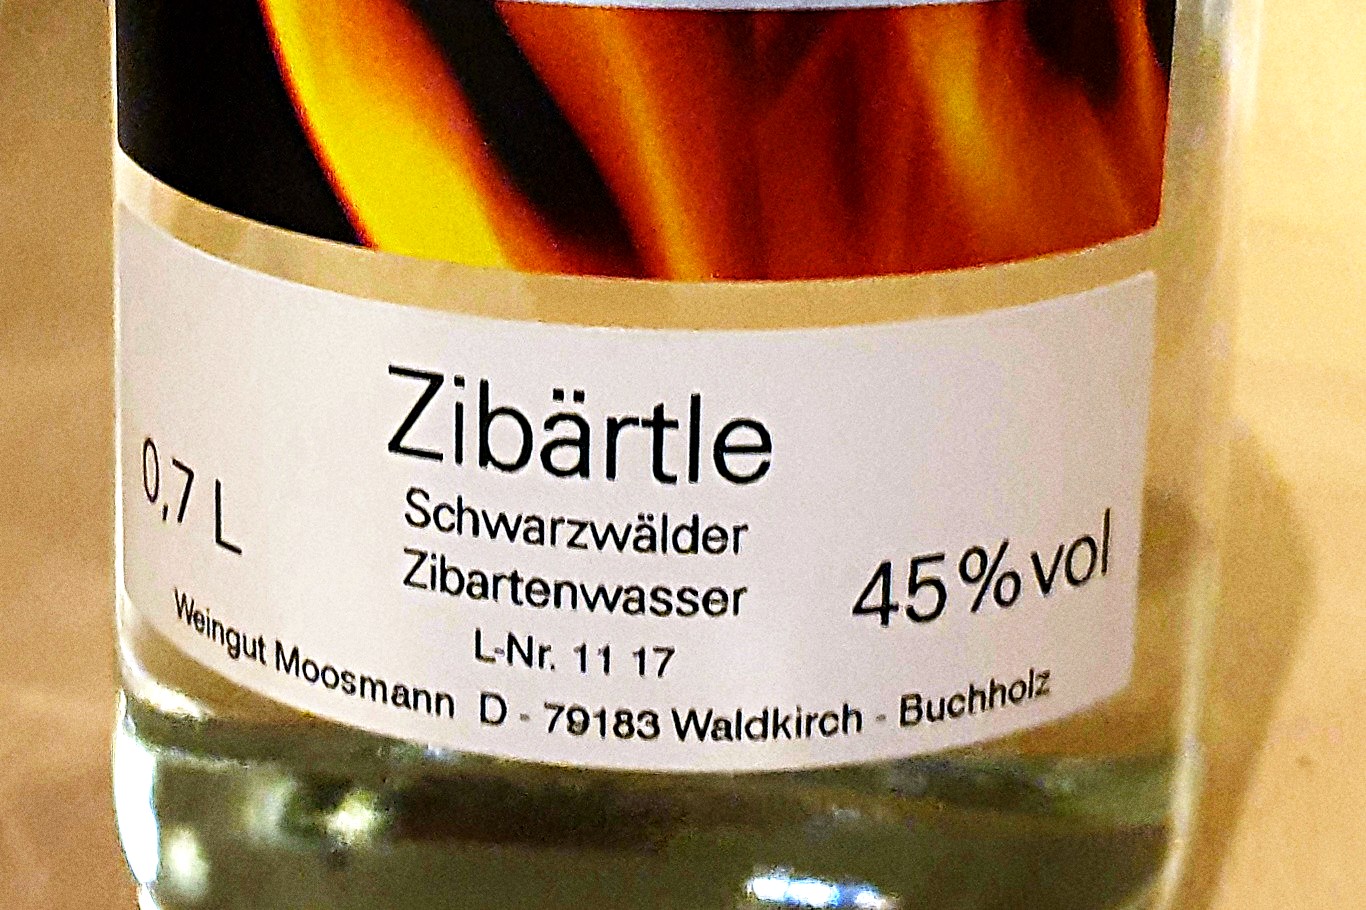 Zibärtle
Schwarzwälder
Zibartenwasser
0,7 L
45%vol
L-Nr. 11 17
Weingut Moosmann D - 79183 Waldkirch - Buchholz